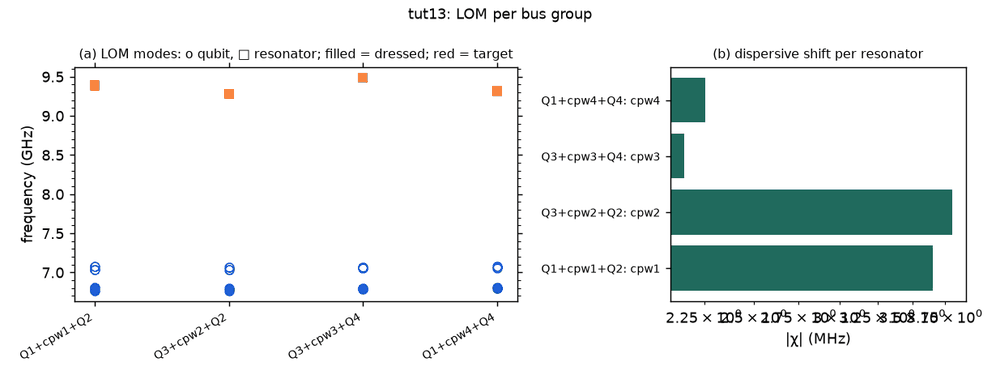 tut13: LOM per bus group
(a) LOM modes: o qubit, □ resonator; filled = dressed; red = target
frequency (GHz)
9.5
9.0
8.5
8.0
7.5
7.0
Q1+cpw1+Q2
Q3+cpw2+Q2
Q3+cpw3+Q4
Q1+cpw4+Q4
(b) dispersive shift per resonator
Q1+cpw4+Q4: cpw4
Q3+cpw3+Q4: cpw3
Q3+cpw2+Q2: cpw2
Q1+cpw1+Q2: cpw1
2.25 ×
|χ| (MHz)